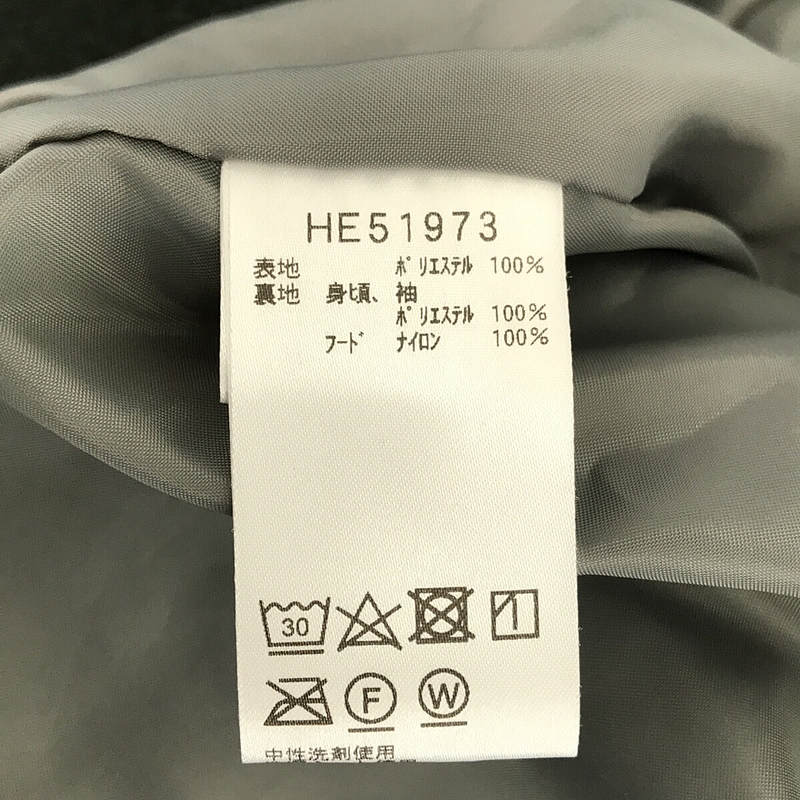 HE51973
表地 ポリエステル 100%
裏地 身頃、袖
ポリエステル 100%
フード ナイロン 100%
30
F W
中性洗剤使用